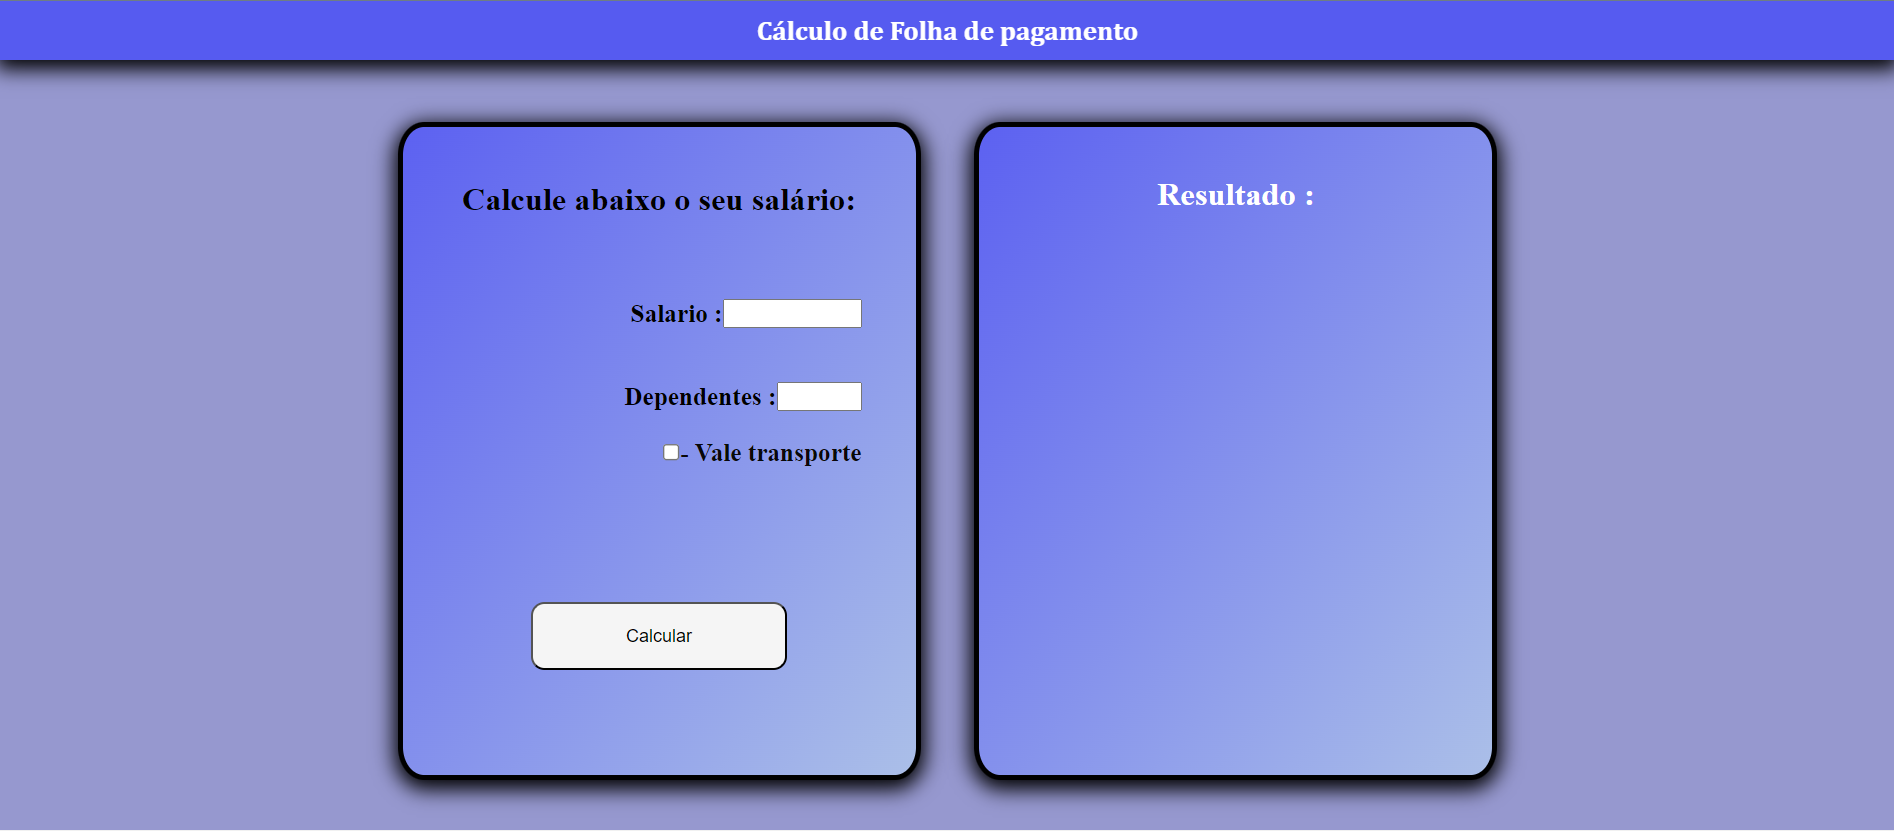 Cálculo de Folha de pagamento
Calcule abaixo o seu salário:
Salario :
Dependentes :
- Vale transporte
Calcular
Resultado :